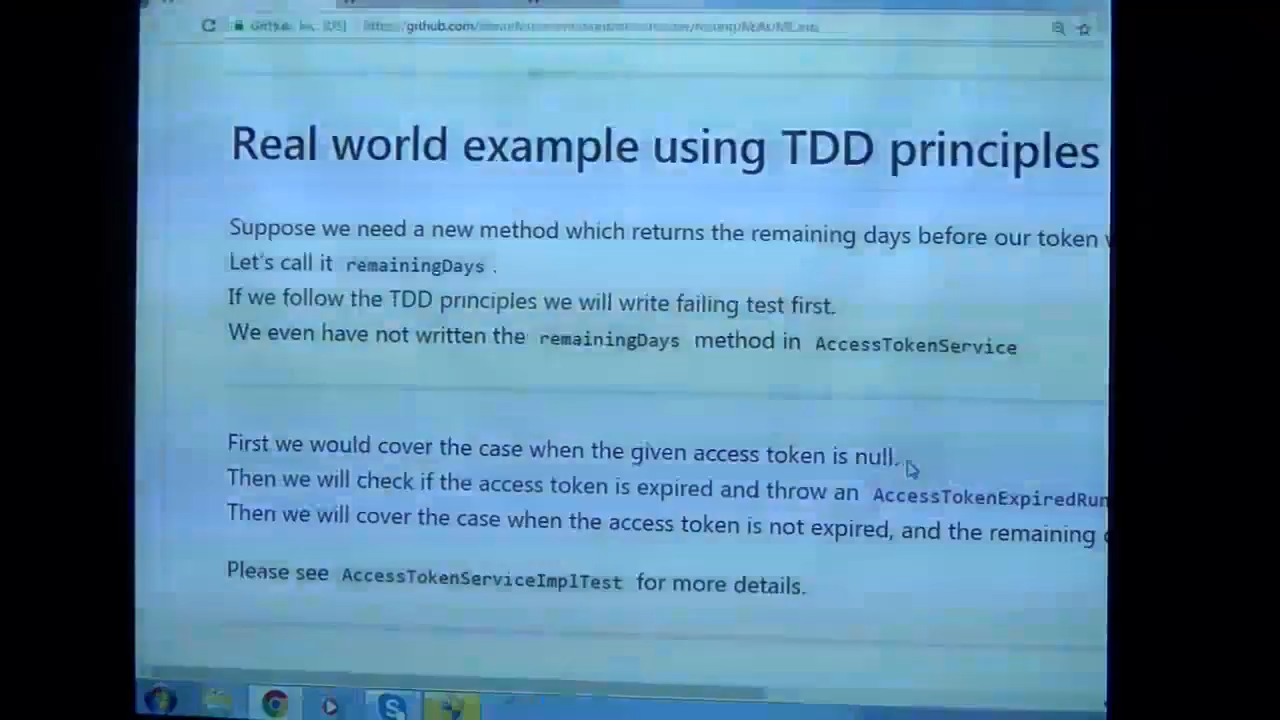 https://github.com/
Real world example using TDD principles
Suppose we need a new method which returns the remaining days before our token
Let's call it remainingDays .
If we follow the TDD principles we will write failing test first.
We even have not written the remainingDays method in AccessTokenService
First we would cover the case when the given access token is null.
Then we will check if the access token is expired and throw an AccessTokenExpiredRun
Then we will cover the case when the access token is not expired, and the remaining
Please see AccessTokenServiceImplTest for more details.